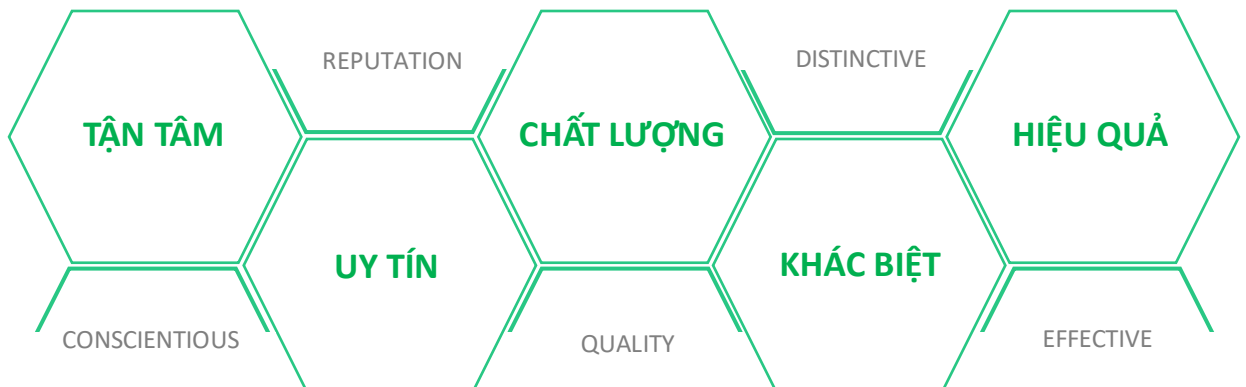 REPUTATION
DISTINCTIVE
TẬN TÂM
CHẤT LƯỢNG
HIỆU QUẢ
UY TÍN
KHÁC BIỆT
CONSCIENTIOUS
QUALITY
EFFECTIVE